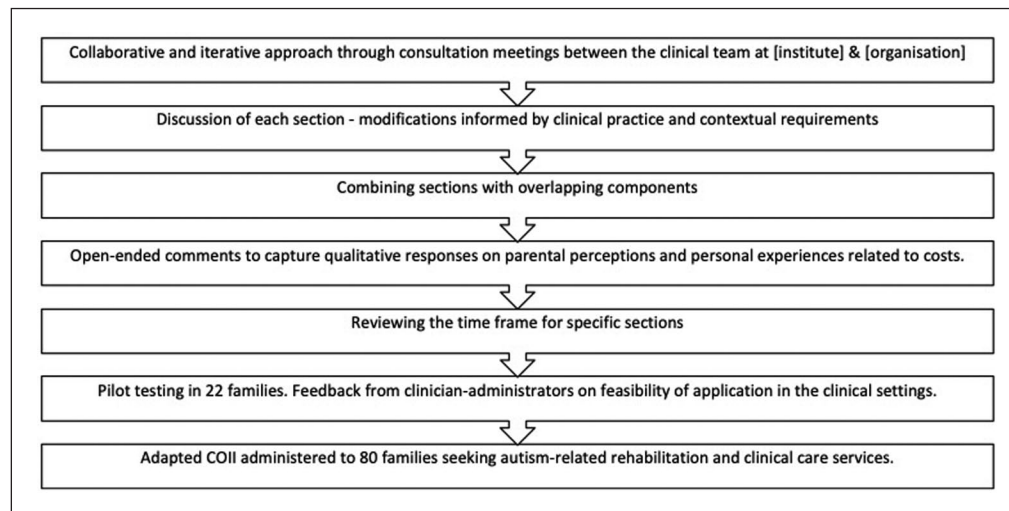 Collaborative and iterative approach through consultation meetings between the clinical team at [institute] & [organisation]
Discussion of each section - modifications informed by clinical practice and contextual requirements
Combining sections with overlapping components
Open-ended comments to capture qualitative responses on parental perceptions and personal experiences related to costs.
Reviewing the time frame for specific sections
Pilot testing in 22 families. Feedback from clinician-administrators on feasibility of application in the clinical settings.
Adapted COII administered to 80 families seeking autism-related rehabilitation and clinical care services.